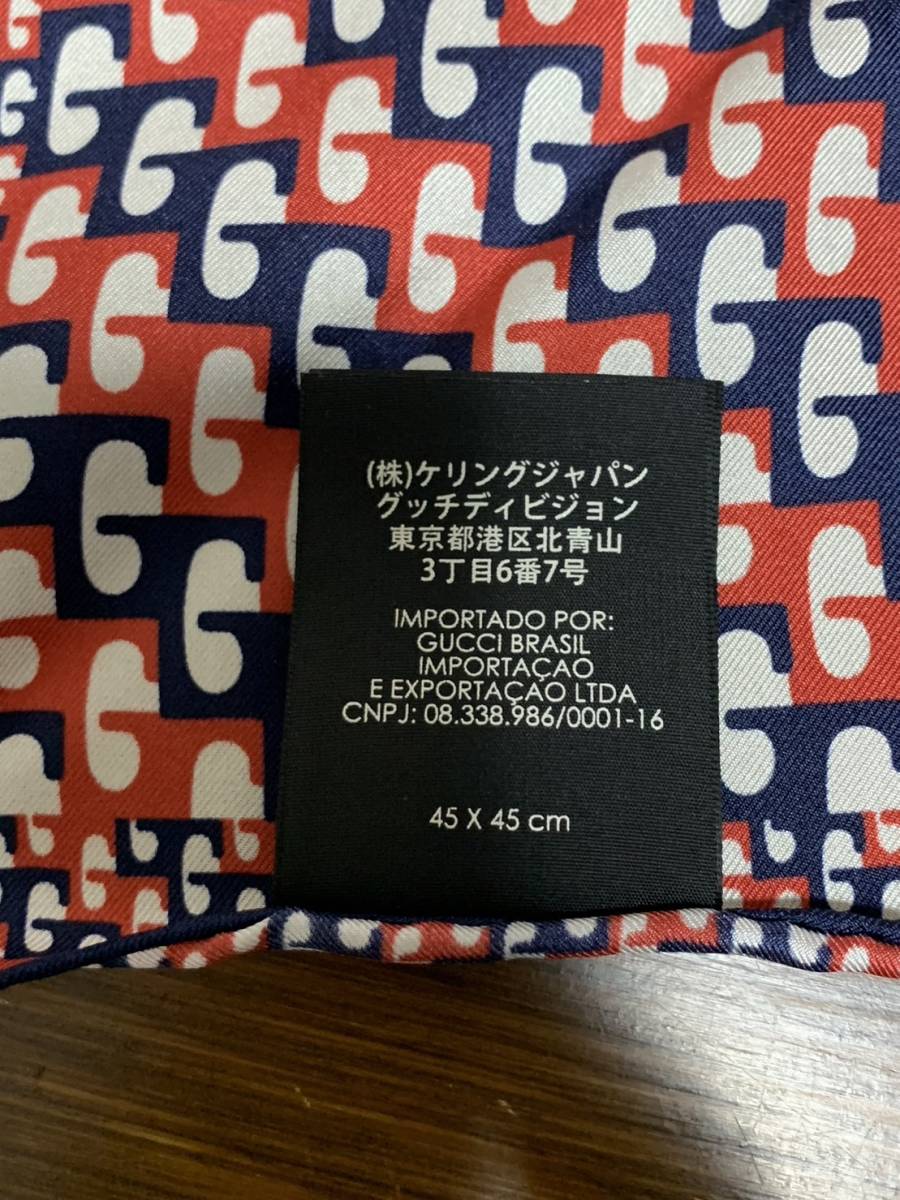 (株)ケリングジャパン
グッチディビジョン
東京都港区北青山
3丁目6番7号
IMPORTADO POR:
GUCCI BRASIL
IMPORTAÇAO
E EXPORTAÇAO LTDA
CNPJ: 08.338.986/0001-16
45 X 45 cm